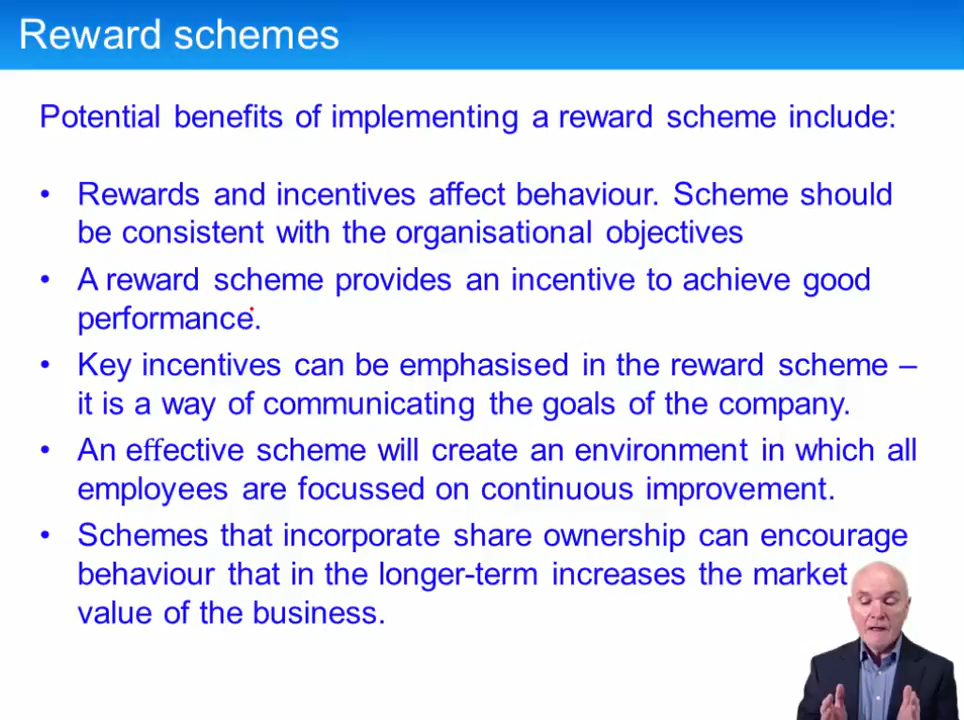 Reward schemes
Potential benefits of implementing a reward scheme include:
• Rewards and incentives affect behaviour. Scheme should
be consistent with the organisational objectives
• A reward scheme provides an incentive to achieve good
performance.
• Key incentives can be emphasised in the reward scheme –
it is a way of communicating the goals of the company.
• An effective scheme will create an environment in which all
employees are focussed on continuous improvement.
• Schemes that incorporate share ownership can encourage
behaviour that in the longer-term increases the market
value of the business.